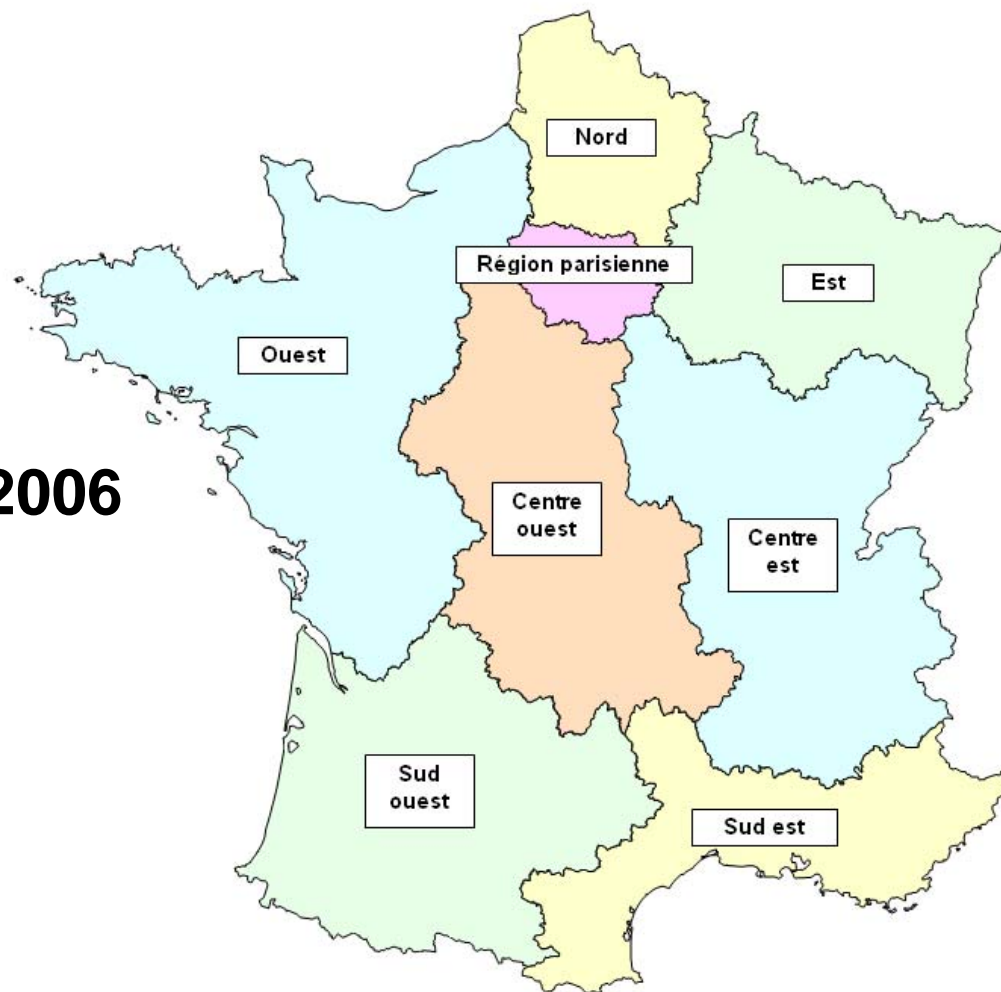 Nord
Région parisienne
Est
Ouest
2006
Centre
ouest
Centre
est
Sud
ouest
Sud est